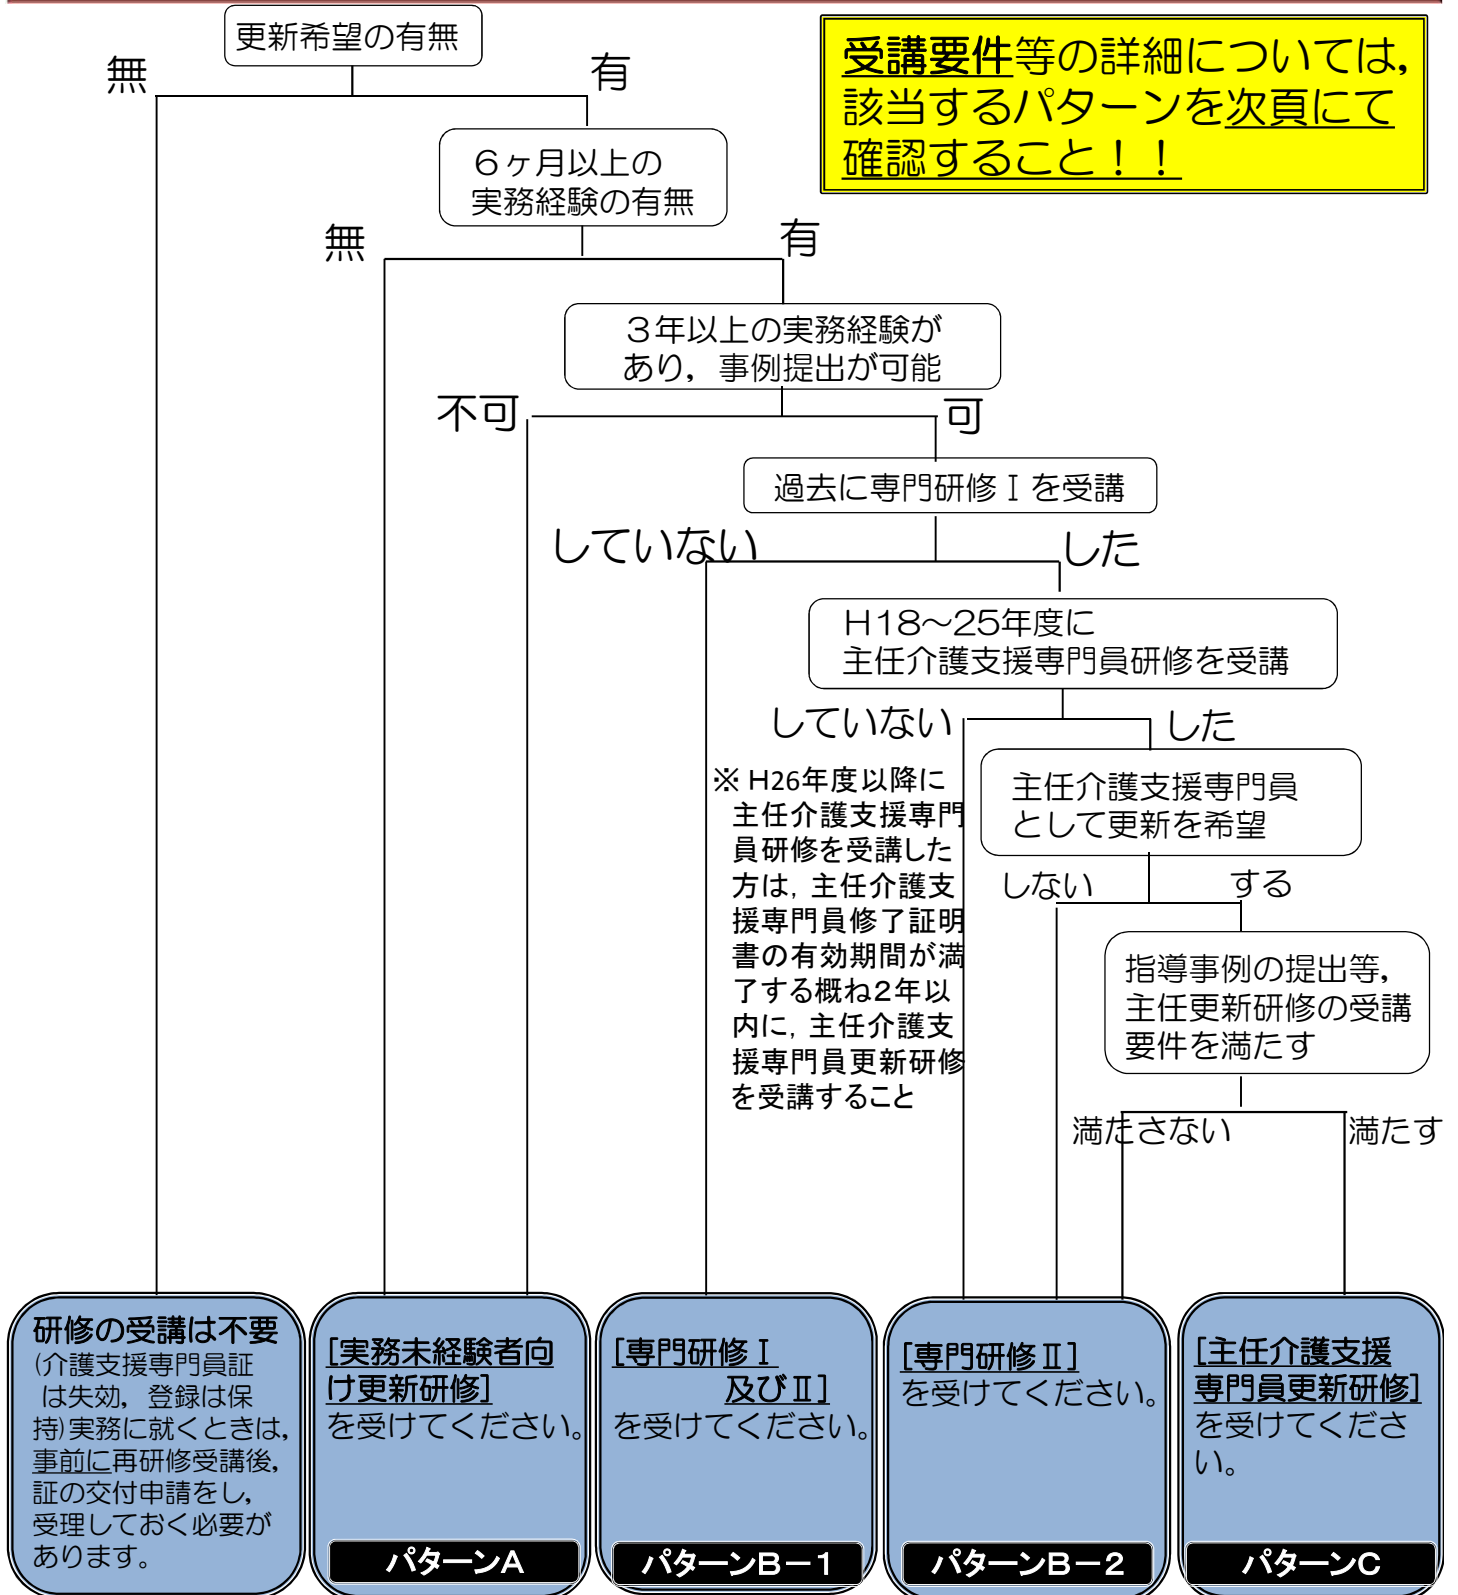 更新希望の有無
無
有
受講要件等の詳細については,
該当するパターンを次頁にて
確認すること！！
６ヶ月以上の
実務経験の有無
無
有
３年以上の実務経験が
あり，事例提出が可能
不可
可
過去に専門研修Ⅰを受講
していない
した
H18～25年度に
主任介護支援専門員研修を受講
していない
した
※ H26年度以降に
主任介護支援専門
員研修を受講した
方は，主任介護支
援専門員修了証明
書の有効期間が満
了する概ね２年以
内に，主任介護支
援専門員更新研修
を受講すること
主任介護支援専門員
として更新を希望
しない
する
指導事例の提出等，
主任更新研修の受講
要件を満たす
満たさない
満たす
研修の受講は不要
(介護支援専門員証
は失効，登録は保
持)実務に就くときは，
事前に再研修受講後，
証の交付申請をし，
受理しておく必要が
あります。
[実務未経験者向
け更新研修]
を受けてください。
パターンA
[専門研修Ⅰ
及びⅡ]
を受けてください。
パターンB－1
[専門研修Ⅱ]
を受けてください。
パターンB－2
[主任介護支援
専門員更新研修]
を受けてくださ
い。
パターンC